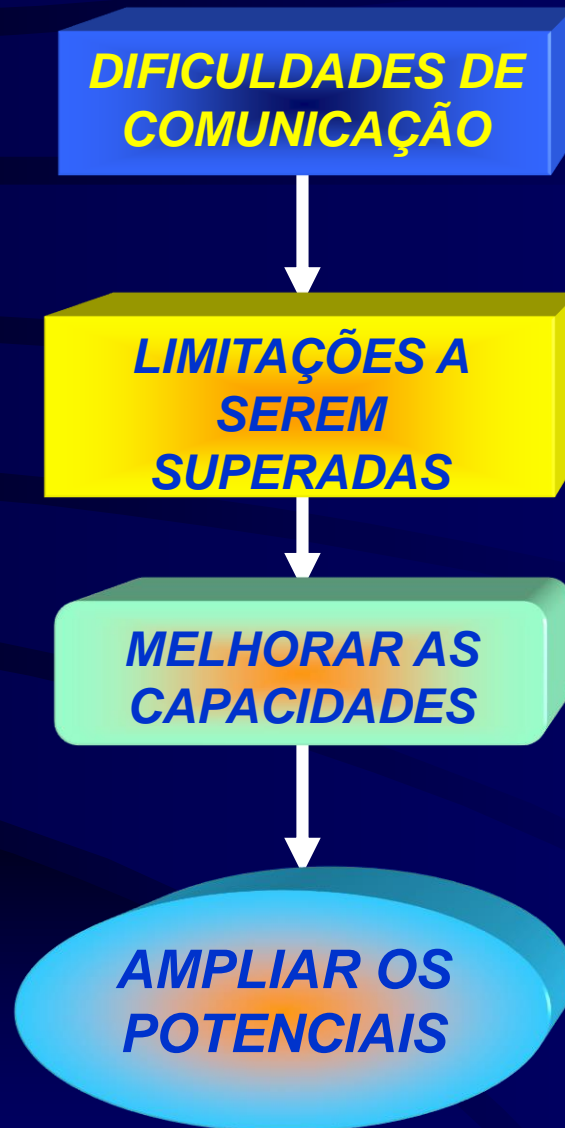 DIFICULDADES DE
COMUNICAÇÃO
LIMITAÇÕES A
SEREM
SUPERADAS
MELHORAR AS
CAPACIDADES
AMPLIAR OS
POTENCIAIS